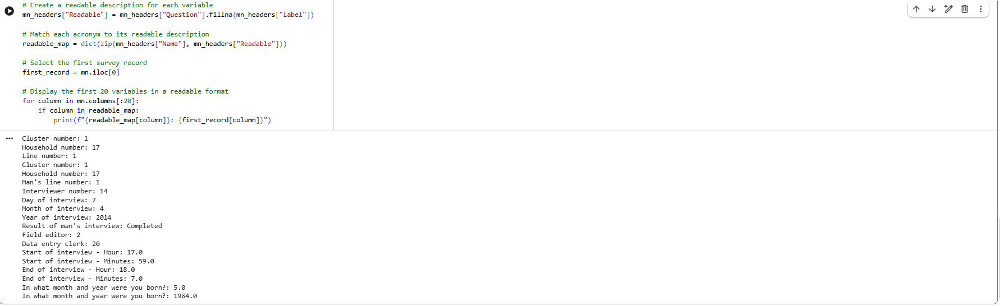 # Create a readable description for each variable
mn_headers["Readable"] = mn_headers["Question"].fillna(mn_headers["Label"])
# Match each acronym to its readable description
readable_map = dict(zip(mn_headers["Name"], mn_headers["Readable"]))
# Select the first survey record
first_record = mn.iloc[0]
# Display the first 20 variables in a readable format
for column in mn.columns[:20]:
    if column in readable_map:
        print(f"{readable_map[column]}: {first_record[column]}")
Cluster number: 1
Household number: 17
Line number: 1
Cluster number: 1
Household number: 17
Man's line number: 1
Interviewer number: 14
Day of interview: 7
Month of interview: 4
Year of interview: 2014
Result of man's interview: Completed
Field editor: 2
Data entry clerk: 20
Start of interview - Hour: 17.0
Start of interview - Minutes: 59.0
End of interview - Hour: 18.0
End of interview - Minutes: 7.0
In what month and year were you born?: 5.0
In what month and year were you born?: 1984.0